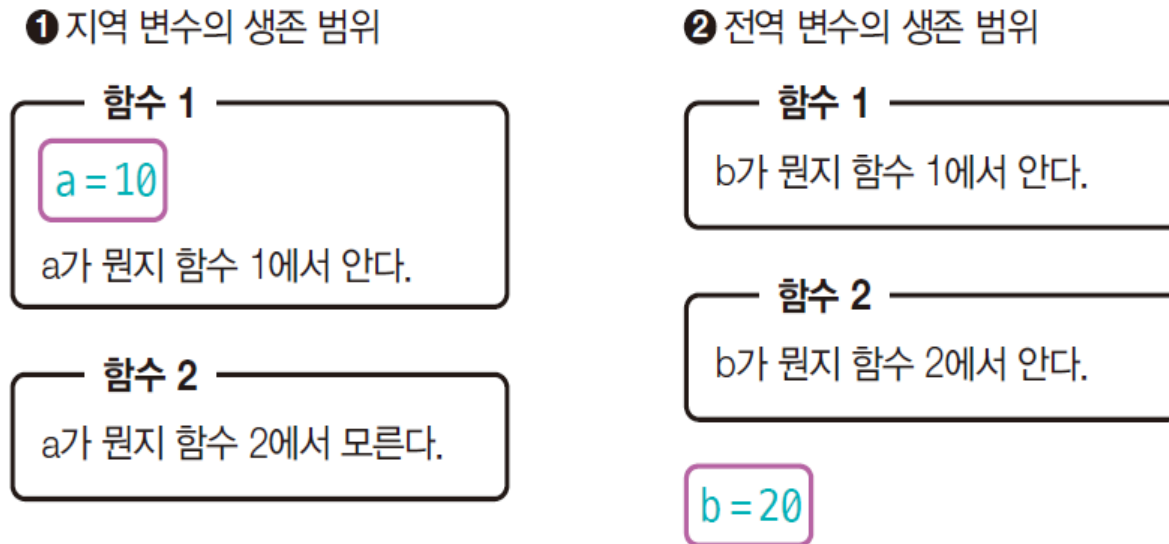 ❶ 지역 변수의 생존 범위
함수 1
a = 10
a가 뭔지 함수 1에서 안다.
함수 2
a가 뭔지 함수 2에서 모른다.
❷ 전역 변수의 생존 범위
함수 1
b가 뭔지 함수 1에서 안다.
함수 2
b가 뭔지 함수 2에서 안다.
b = 20